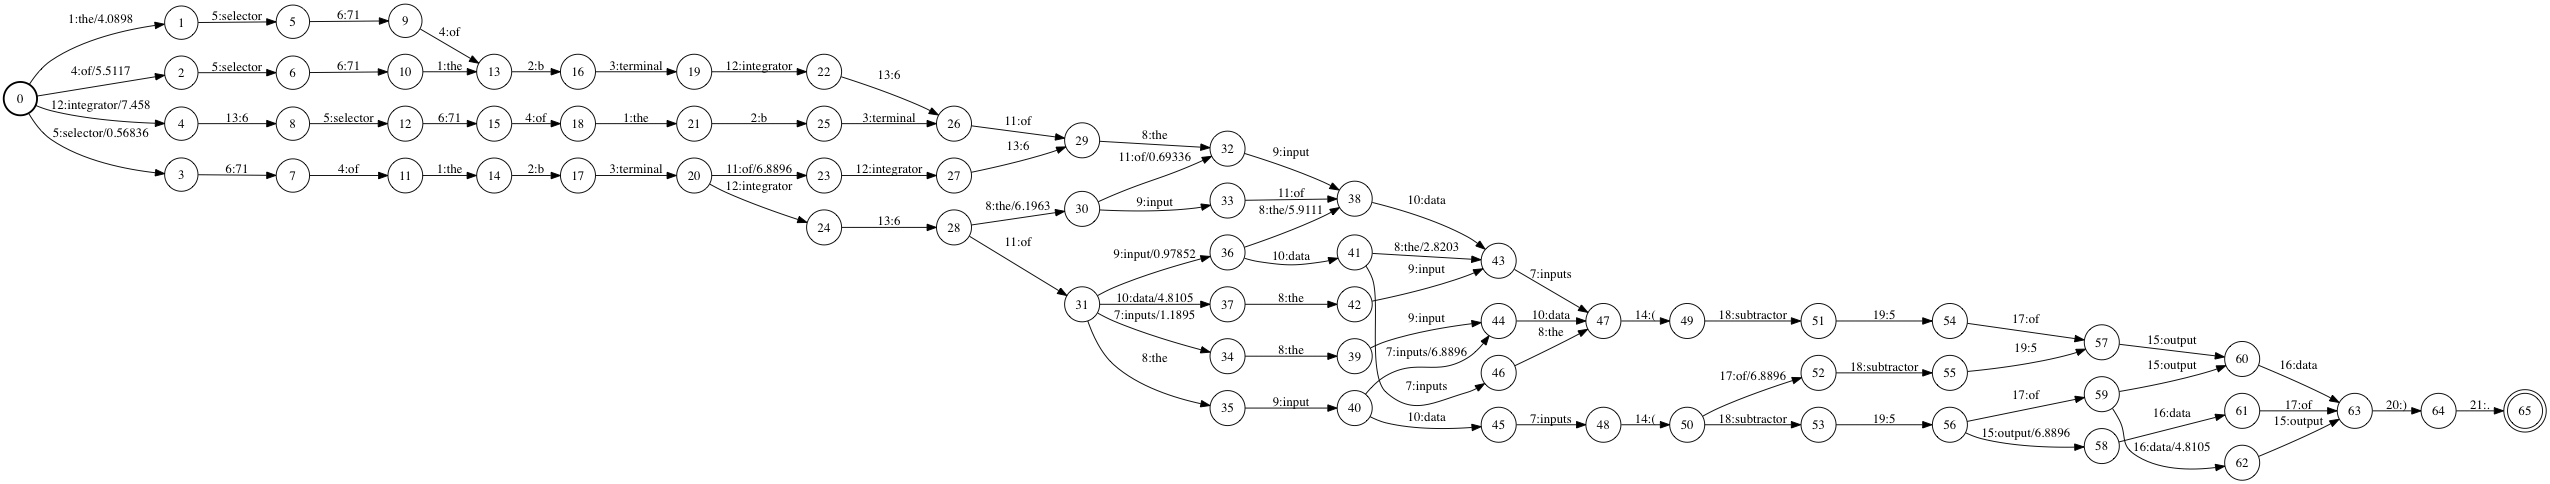 1:the/4.0898
4:of/5.5117
12:integrator/7.458
5:selector/0.56836
0
1 5:selector 5 6:71 9 4:of
2 5:selector 6 6:71 10 1:the 13 2:b 16 3:terminal 19 12:integrator 22 13:6
4 13:6 8 5:selector 12 6:71 15 4:of 18 1:the 21 2:b 25 3:terminal 26 11:of
3 6:71 7 4:of 11 1:the 14 2:b 17 3:terminal 20 11:of/6.8896 23 12:integrator 27 13:6 29 8:the
12:integrator
24 13:6 28 8:the/6.1963 30 11:of/0.69336 32 9:input
11:of
9:input 33 11:of 38 10:data
31 9:input/0.97852 36 8:the/5.9111
10:data 41 8:the/2.8203 43 7:inputs
10:data/4.8105 37 8:the 42 9:input
7:inputs/1.1895 34 8:the 39 9:input 44 10:data 47 14:( 49 18:subtractor 51 19:5 54 17:of 57 15:output 60 16:data
8:the 35 9:input 40 7:inputs/6.8896
7:inputs 46 8:the
17:of/6.8896 52 18:subtractor 55 19:5
10:data 45 7:inputs 48 14:( 50 18:subtractor 53 19:5 56 17:of 59 15:output
15:output/6.8896 58 16:data 61 17:of 63 20:) 64 21:. 65
16:data/4.8105 62 15:output